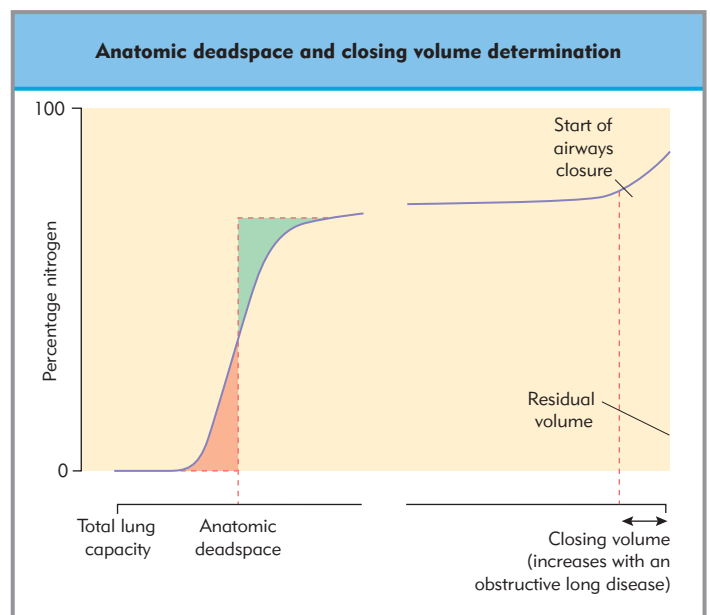 Anatomic deadspace and closing volume determination
100
Start of
airways
closure
Percentage nitrogen
Residual
volume
0
Total lung
capacity
Anatomic
deadspace
Closing volume
(increases with an
obstructive long disease)